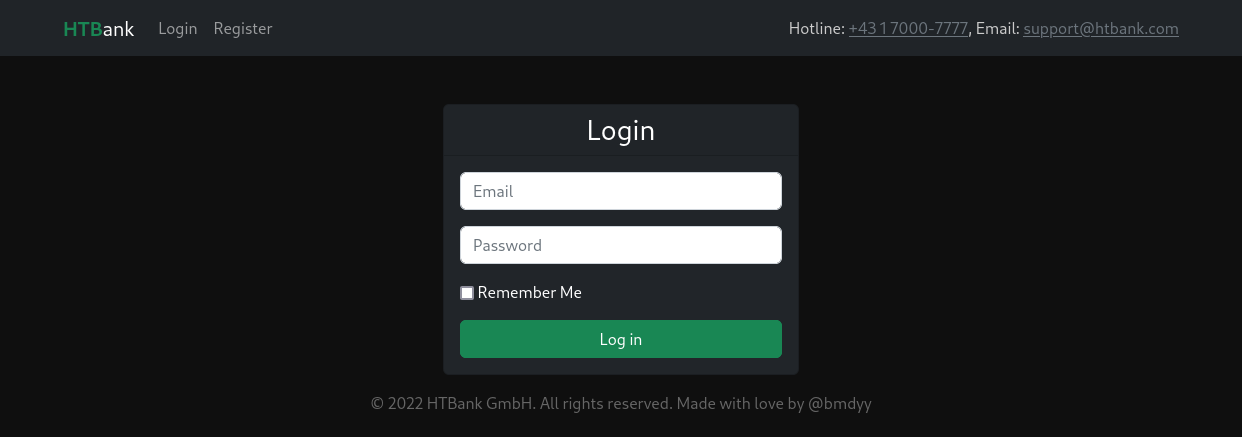 HTBank Login Register Hotline: +43 1 7000-7777, Email: support@htbank.com
Login
Email
Password
Remember Me
Log in
© 2022 HTBank GmbH. All rights reserved. Made with love by @bmdyy